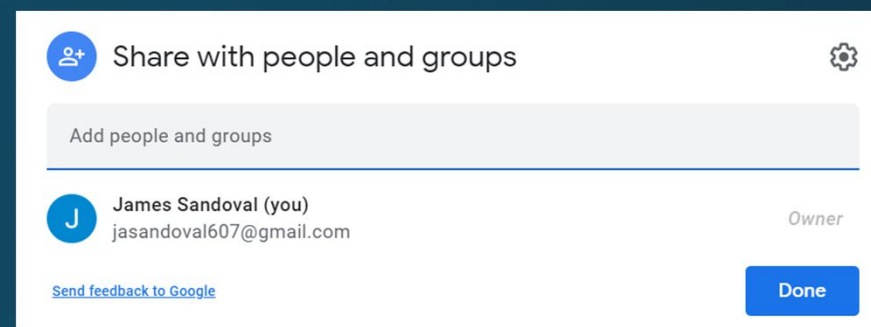 Share with people and groups
Add people and groups
J
James Sandoval (you)
jasandoval607@gmail.com
Owner
Send feedback to Google
Done